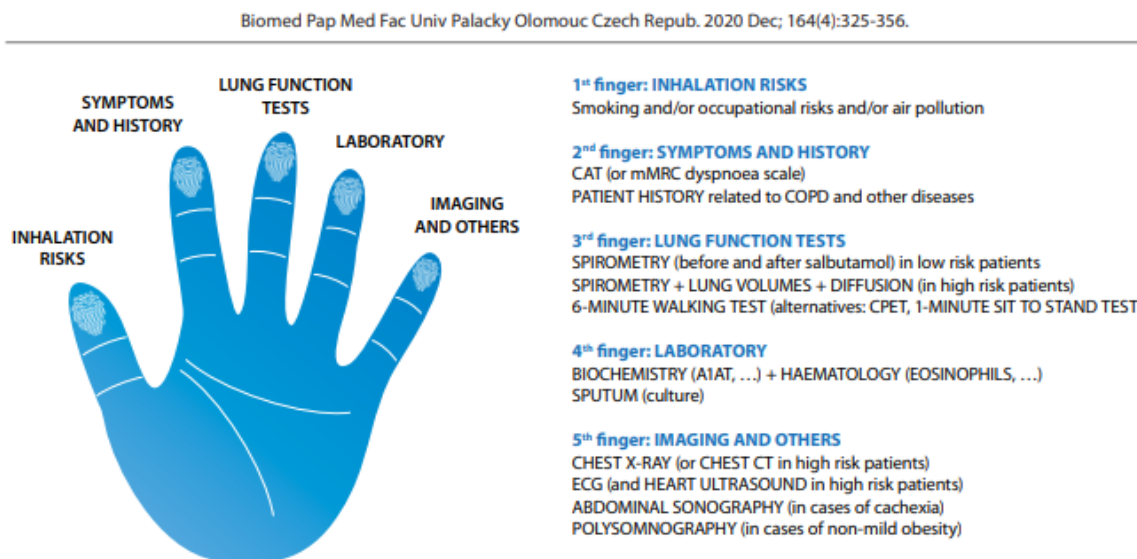 Biomed Pap Med Fac Univ Palacky Olomouc Czech Repub. 2020 Dec; 164(4):325-356.
LUNG FUNCTION
TESTS
SYMPTOMS
AND HISTORY
LABORATORY
IMAGING
AND OTHERS
INHALATION
RISKS
1st finger: INHALATION RISKS
Smoking and/or occupational risks and/or air pollution
2nd finger: SYMPTOMS AND HISTORY
CAT (or mMRC dyspnoea scale)
PATIENT HISTORY related to COPD and other diseases
3rd finger: LUNG FUNCTION TESTS
SPIROMETRY (before and after salbutamol) in low risk patients
SPIROMETRY + LUNG VOLUMES + DIFFUSION (in high risk patients)
6-MINUTE WALKING TEST (alternatives: CPET, 1-MINUTE SIT TO STAND TEST
4th finger: LABORATORY
BIOCHEMISTRY (A1AT, ...) + HAEMATOLOGY (EOSINOPHILS, ...)
SPUTUM (culture)
5th finger: IMAGING AND OTHERS
CHEST X-RAY (or CHEST CT in high risk patients)
ECG (and HEART ULTRASOUND in high risk patients)
ABDOMINAL SONOGRAPHY (in cases of cachexia)
POLYSOMNOGRAPHY (in cases of non-mild obesity)